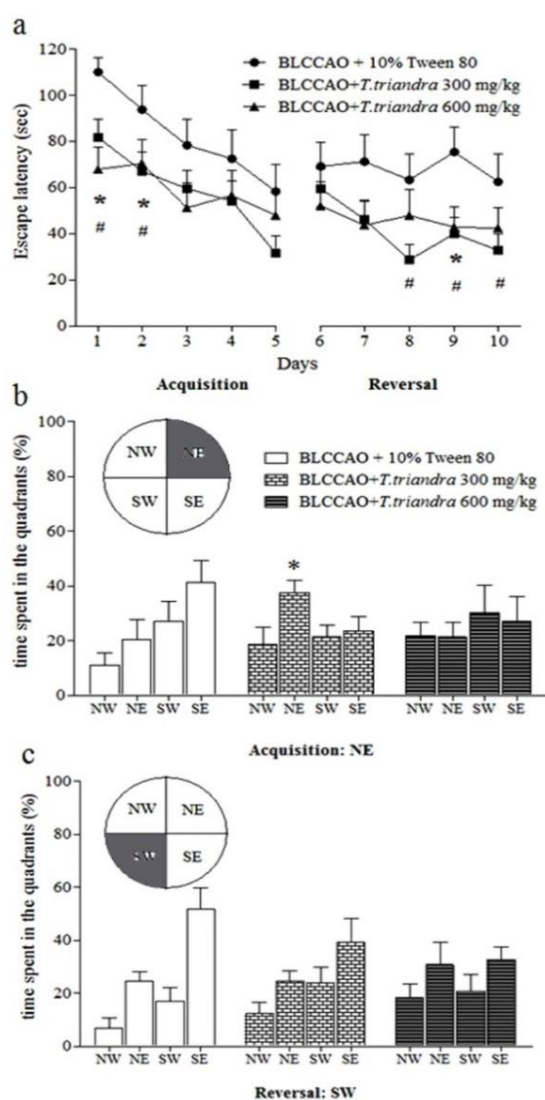 a
Escape latency (sec)
120
100
80
60
40
20
0
BLCCAO + 10% Tween 80
BLCCAO+T.triandra 300 mg/kg
BLCCAO+T.triandra 600 mg/kg
* * *
# # # # #
1 2 3 4 5 6 7 8 9 10
Days
Acquisition Reversal
b
time spent in the quadrants (%)
100
80
60
40
20
0
NW NE
SW SE
BLCCAO + 10% Tween 80
BLCCAO+T.triandra 300 mg/kg
BLCCAO+T.triandra 600 mg/kg
*
NW NE SW SE NW NE SW SE NW NE SW SE
Acquisition: NE
c
time spent in the quadrants (%)
100
80
60
40
20
0
NW NE
SW SE
NW NE SW SE NW NE SW SE NW NE SW SE
Reversal: SW